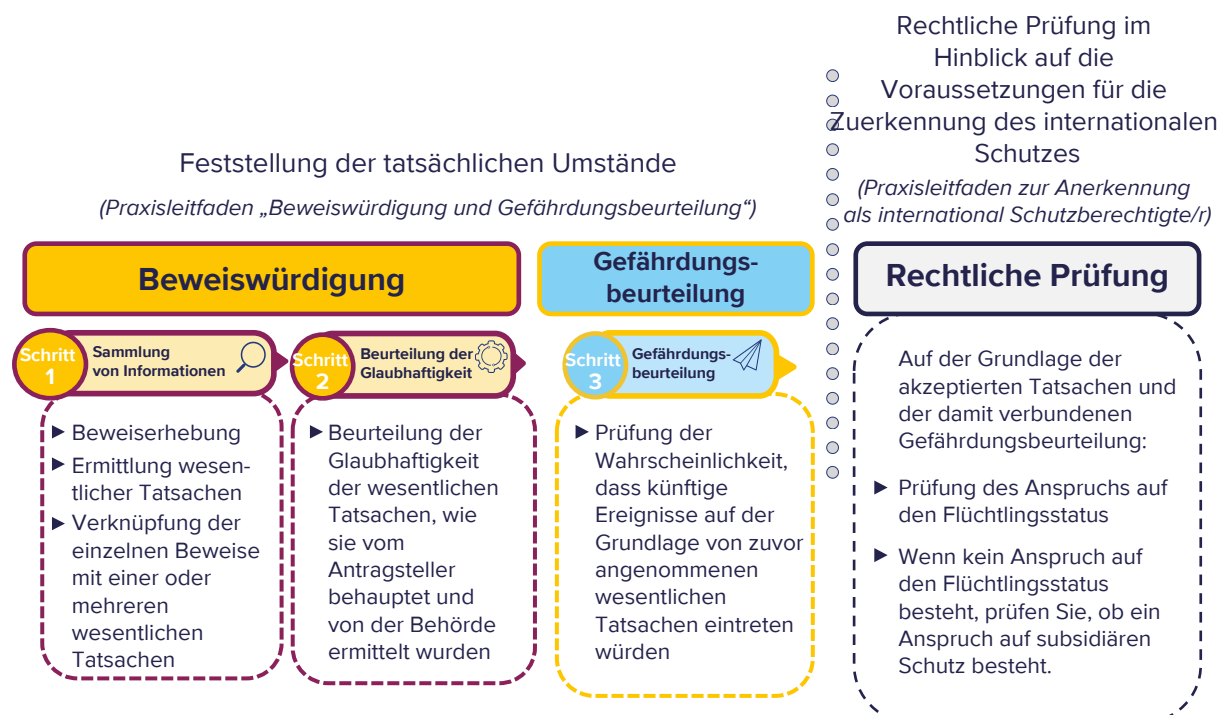 Feststellung der tatsächlichen Umstände
(Praxisleitfaden „Beweiswürdigung und Gefährdungsbeurteilung“)
Rechtliche Prüfung im
Hinblick auf die
Voraussetzungen für die
Zuerkennung des internationalen
Schutzes
(Praxisleitfaden zur Anerkennung
als international Schutzberechtigte/r)
Beweiswürdigung
Schritt
1
Sammlung
von Informationen
► Beweiserhebung
► Ermittlung wesen-
tlicher Tatsachen
► Verknüpfung der
einzelnen Beweise
mit einer oder
mehreren
wesentlichen
Tatsachen
Schritt
2
Beurteilung der
Glaubhaftigkeit
► Beurteilung der
Glaubhaftigkeit
der wesentlichen
Tatsachen, wie
sie vom
Antragsteller
behauptet und
von der Behörde
ermittelt wurden
Gefährdungs-
beurteilung
Schritt
3
Gefährdungs-
beurteilung
► Prüfung der
Wahrscheinlichkeit,
dass künftige
Ereignisse auf der
Grundlage von zuvor
angenommenen
wesentlichen
Tatsachen eintreten
würden
Rechtliche Prüfung
Auf der Grundlage der
akzeptierten Tatsachen und
der damit verbundenen
Gefährdungsbeurteilung:
► Prüfung des Anspruchs auf
den Flüchtlingsstatus
► Wenn kein Anspruch auf
den Flüchtlingsstatus
besteht, prüfen Sie, ob ein
Anspruch auf subsidiären
Schutz besteht.